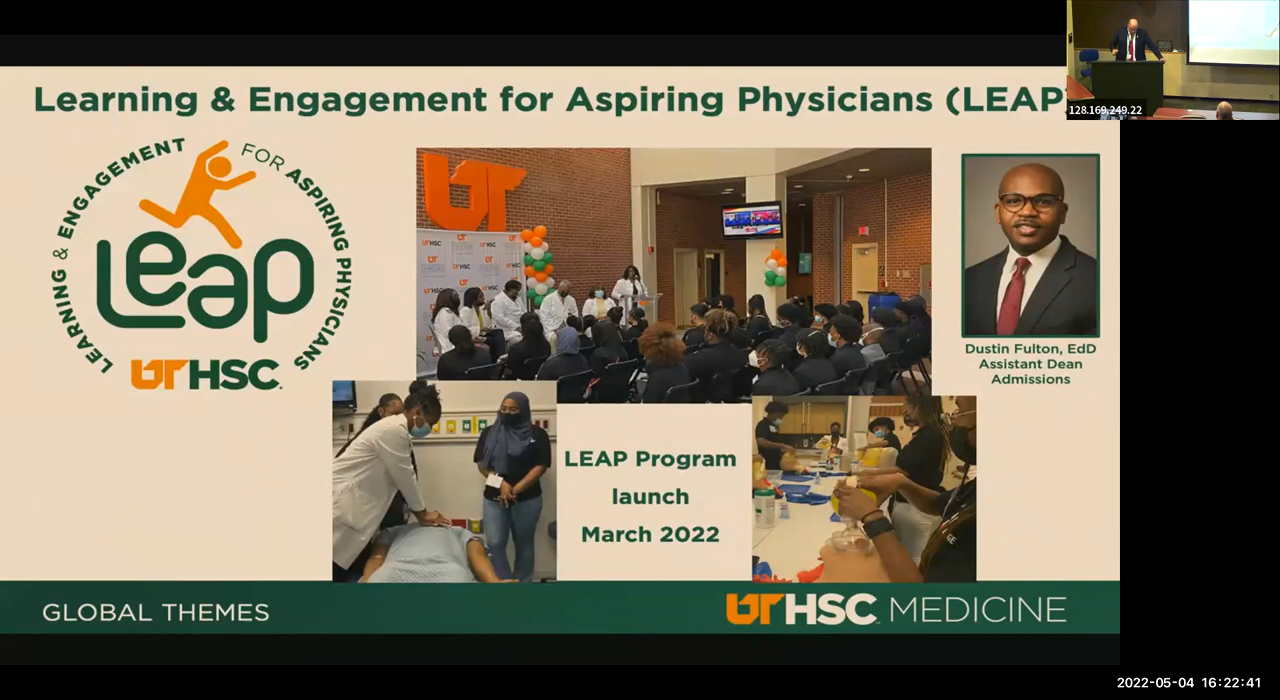 Learning & Engagement for Aspiring Physicians (LEAP
128.169.249.22
LEARNING & ENGAGEMENT FOR ASPIRING PHYSICIANS
Leap
UTHSC
UT
Dustin Fulton, EdD
Assistant Dean
Admissions
LEAP Program
launch
March 2022
GLOBAL THEMES
UTHSC MEDICINE
2022-05-04 16:22:41